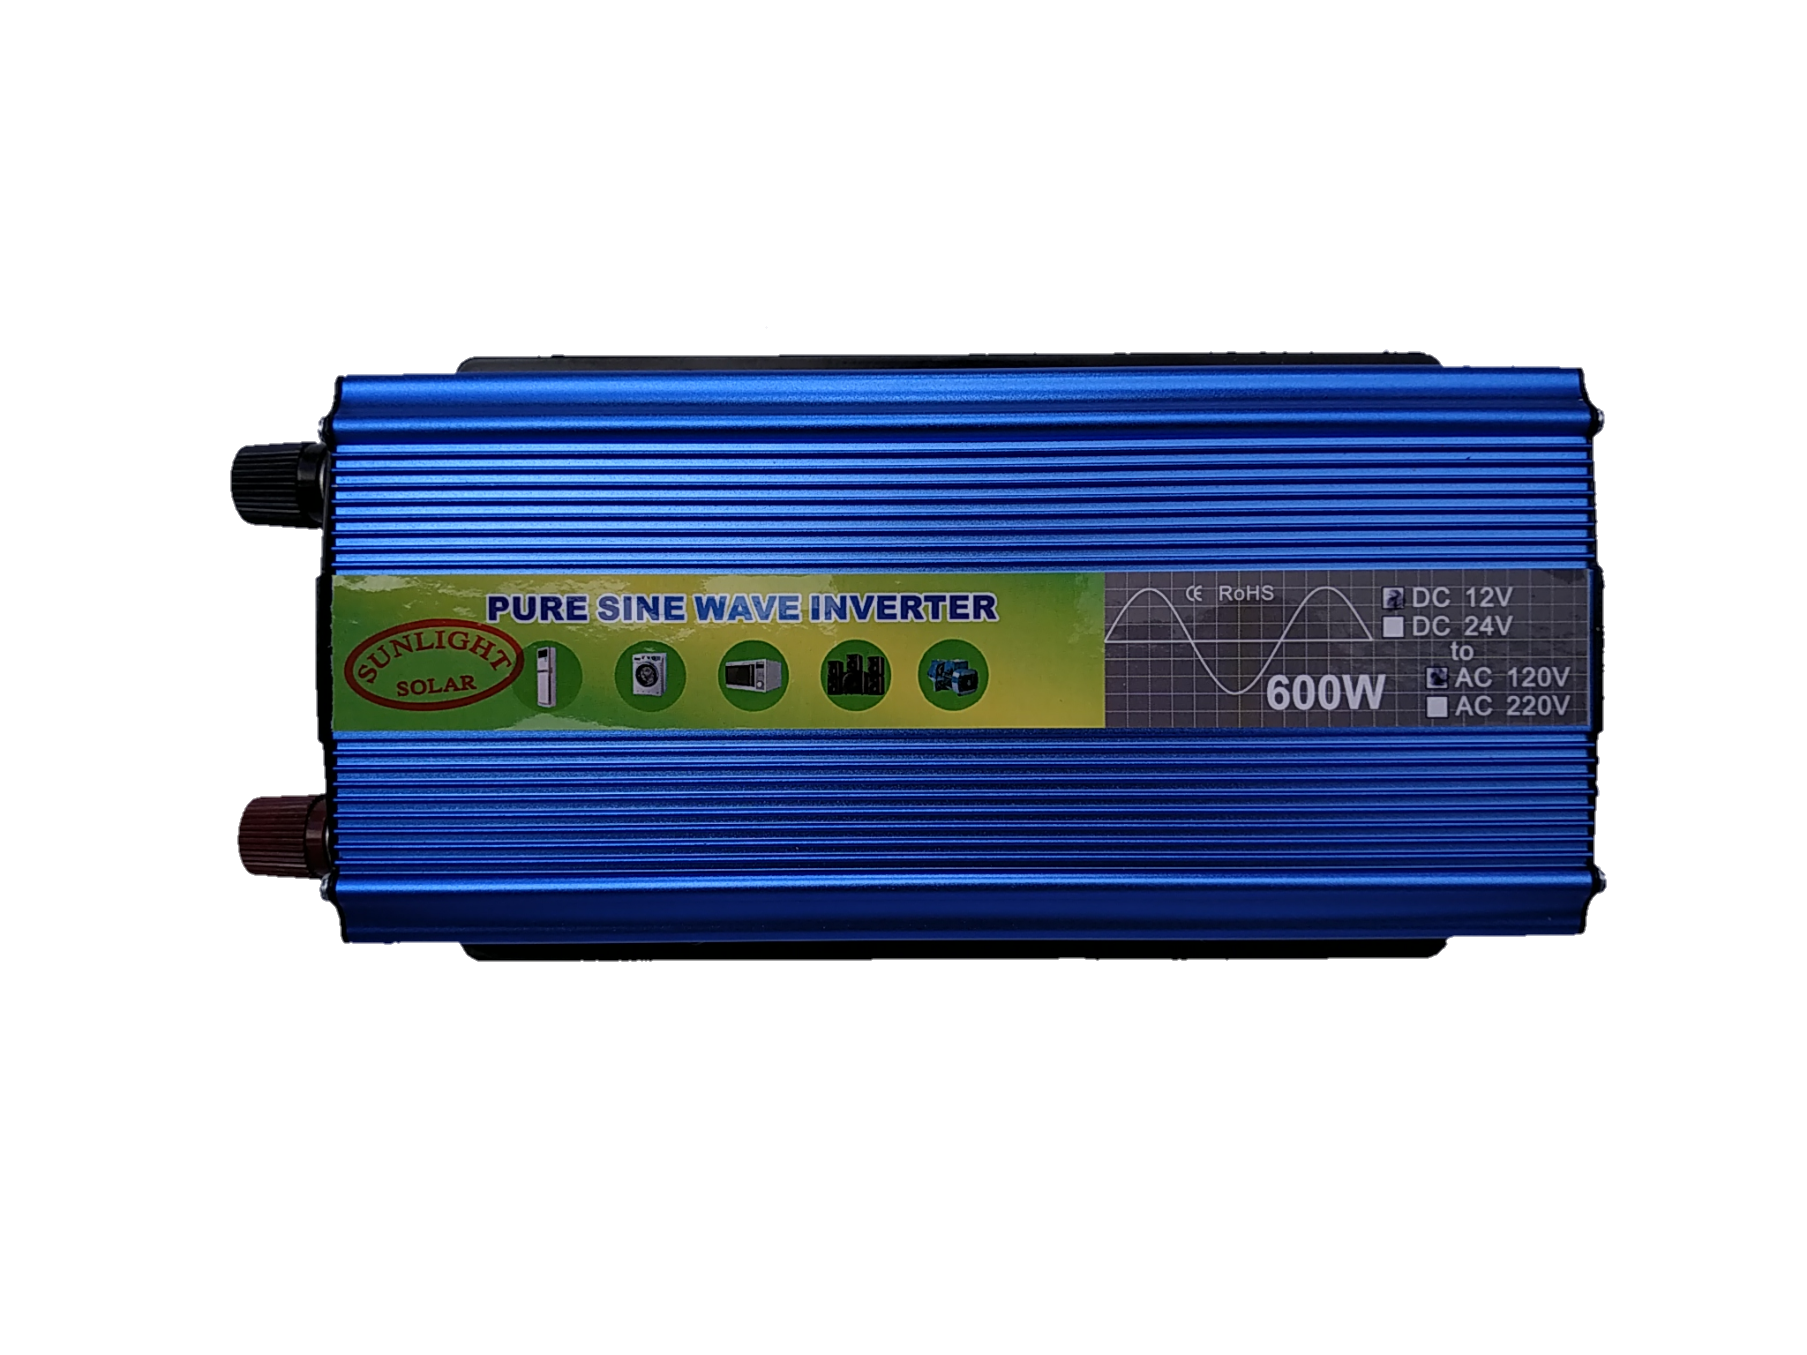 PURE SINE WAVE INVERTER
SUNLIGHT
SOLAR
CE RoHS
600W
DC 12V
DC 24V
to
AC 120V
AC 220V